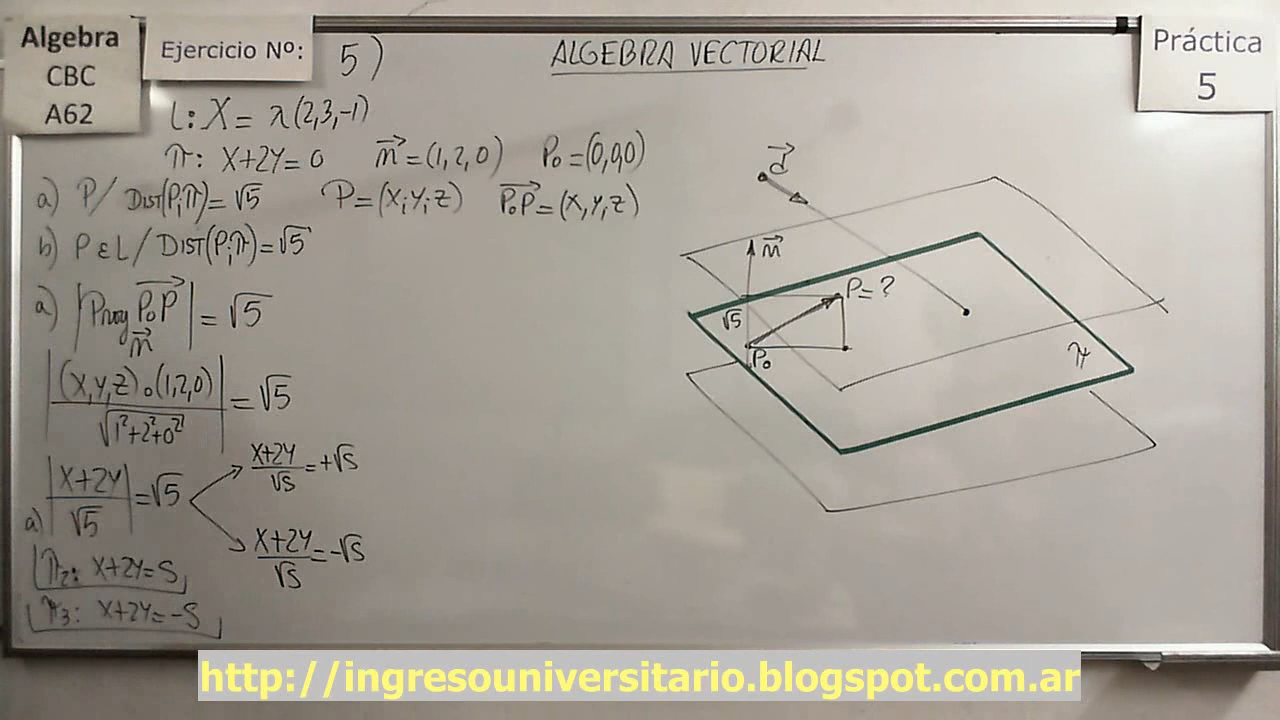 Algebra
CBC
A62
Ejercicio Nº: 5)
ALGEBRA VECTORIAL
Práctica
5
L: X = λ(2,3,-1)
π: X+2Y=0 n⃗=(1,2,0) P₀=(0,0,0)
a) P/ DIST(P;π)=√5 P=(X;Y;Z) P₀P⃗=(X,Y,Z)
b) P ε L / DIST(P;π)=√5
a) |Proy P₀P⃗| = √5
n⃗
|(X,Y,Z)∘(1,2,0)| = √5
√1²+2²+0²
a) |X+2Y| = √5
√5
X+2Y = +√5
√5
X+2Y = -√5
√5
π₂: X+2Y=5
π₃: X+2Y=-5
d⃗
n⃗
P=?
√5
P₀
π
http://ingresouniversitario.blogspot.com.ar